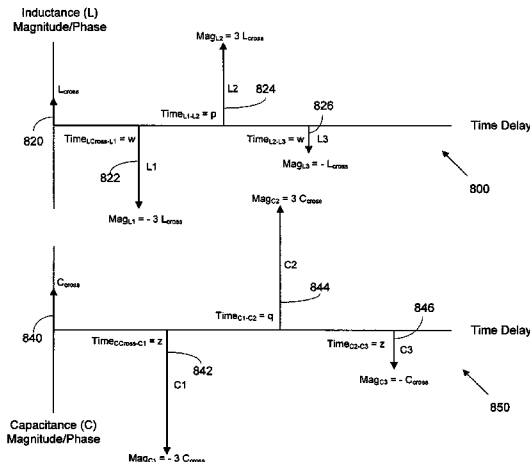 Inductance (L)
Magnitude/Phase
Mag_L2 = 3 L_cross
L_cross
L2
824
826
Time_L1-L2 = p
820
Time_LCross-L1 = w
Time_L2-L3 = w
L3
Time Delay
822
L1
Mag_L3 = - L_cross
800
Mag_L1 = - 3 L_cross
Mag_C2 = 3 C_cross
C_cross
C2
844
846
Time_C1-C2 = q
840
Time_CCross-C1 = z
Time_C2-C3 = z
C3
Time Delay
842
C1
Mag_C3 = - C_cross
850
Capacitance (C)
Magnitude/Phase
Mag_C1 = - 3 C_cross